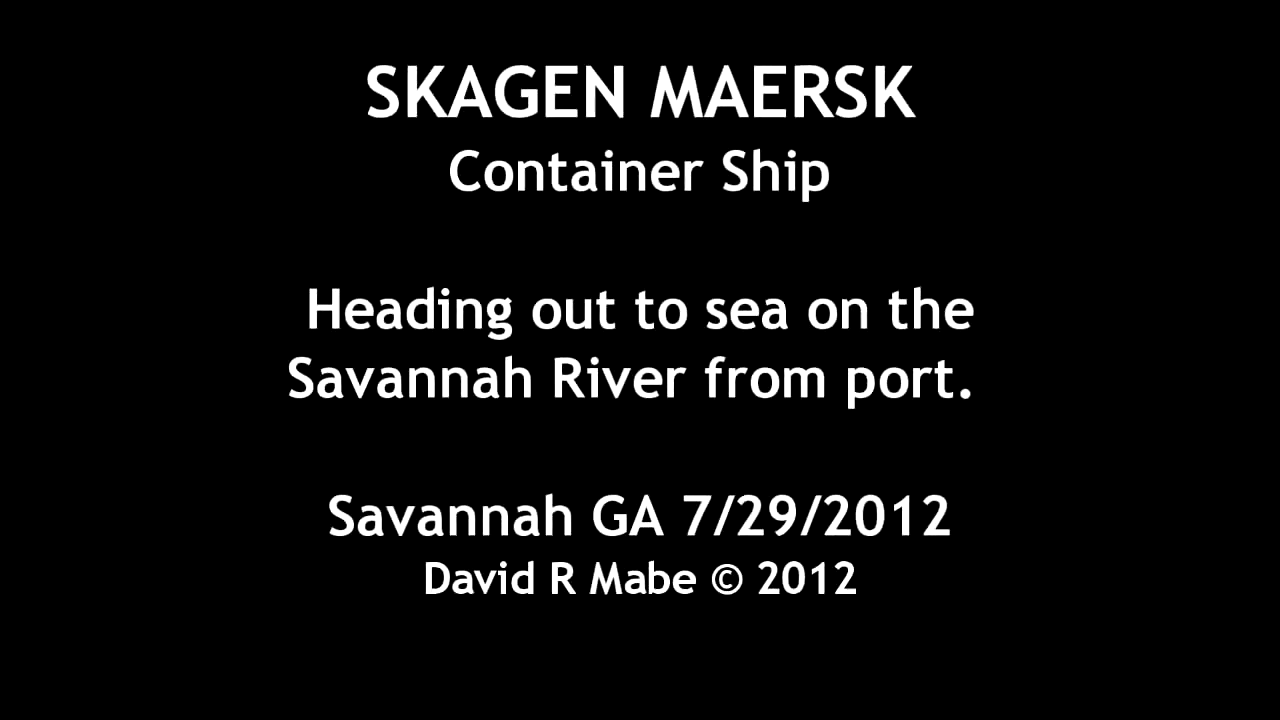 SKAGEN MAERSK
Container Ship
Heading out to sea on the
Savannah River from port.
Savannah GA 7/29/2012
David R Mabe © 2012